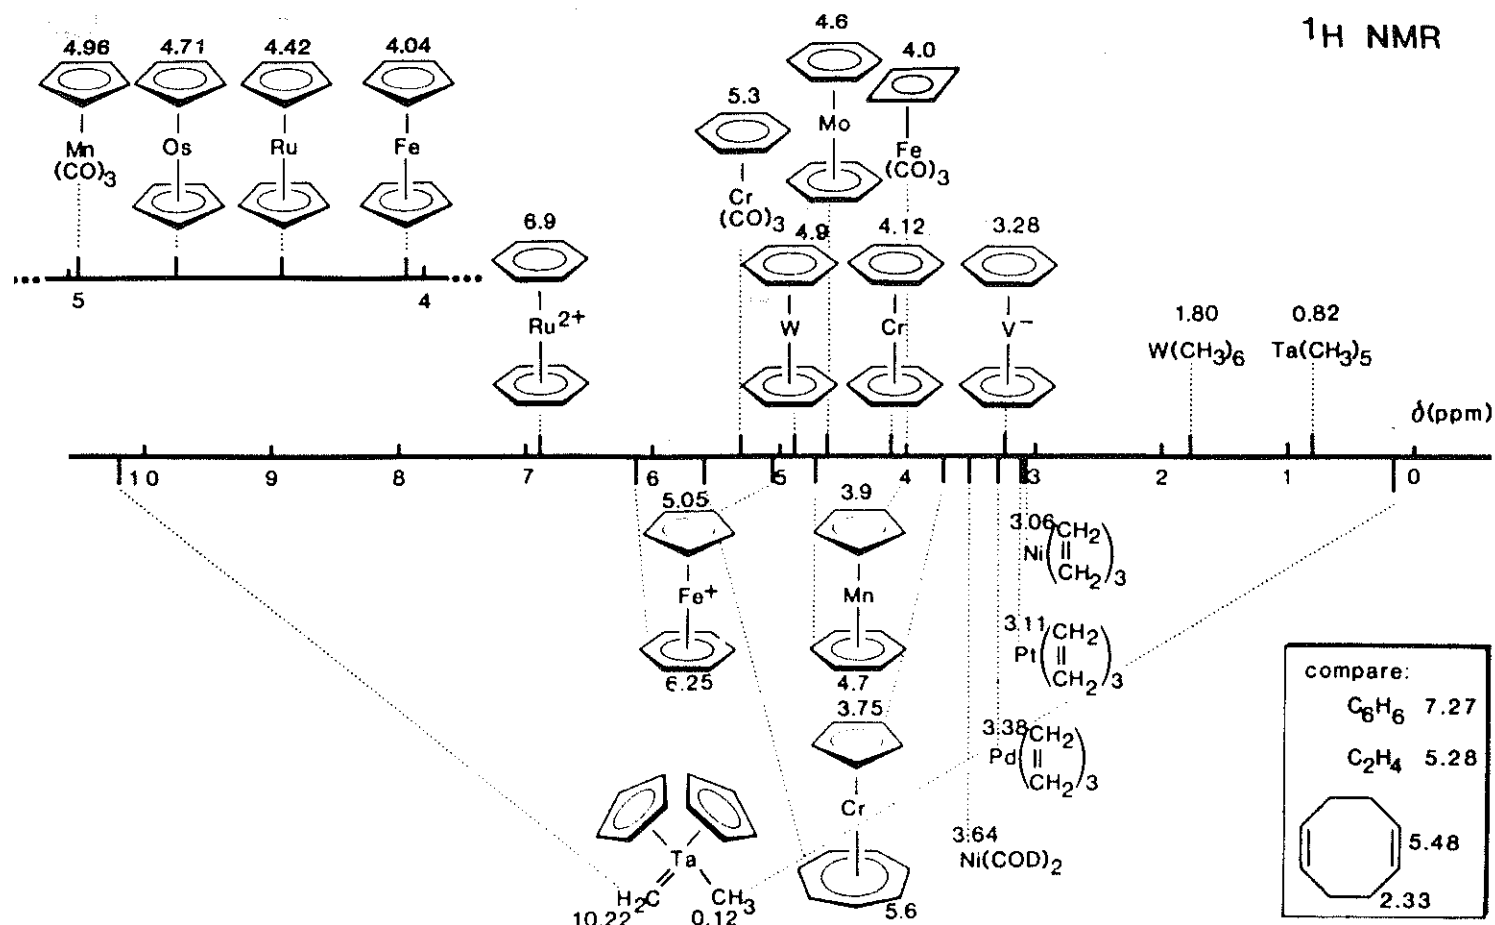 ¹H NMR
4.96 4.71 4.42 4.04
Mn Os Ru Fe
(CO)3
5 4
4.6
4.0
5.3
Mo
Fe
(CO)3
Cr
(CO)3
6.9
Ru2+
4.9 4.12 3.28
W Cr V−
1.80 0.82
W(CH3)6 Ta(CH3)5
δ(ppm)
10 9 8 7 6 5 4 3 2 1 0
5.05
Fe+
6.25
3.9
Mn
4.7
3.75
Cr
5.6
3.06
Ni(CH2=CH2)3
3.11
Pt(CH2=CH2)3
3.38
Pd(CH2=CH2)3
3.64
Ni(COD)2
Ta
H2C CH3
10.22 0.12
compare:
C6H6 7.27
C2H4 5.28
5.48
2.33